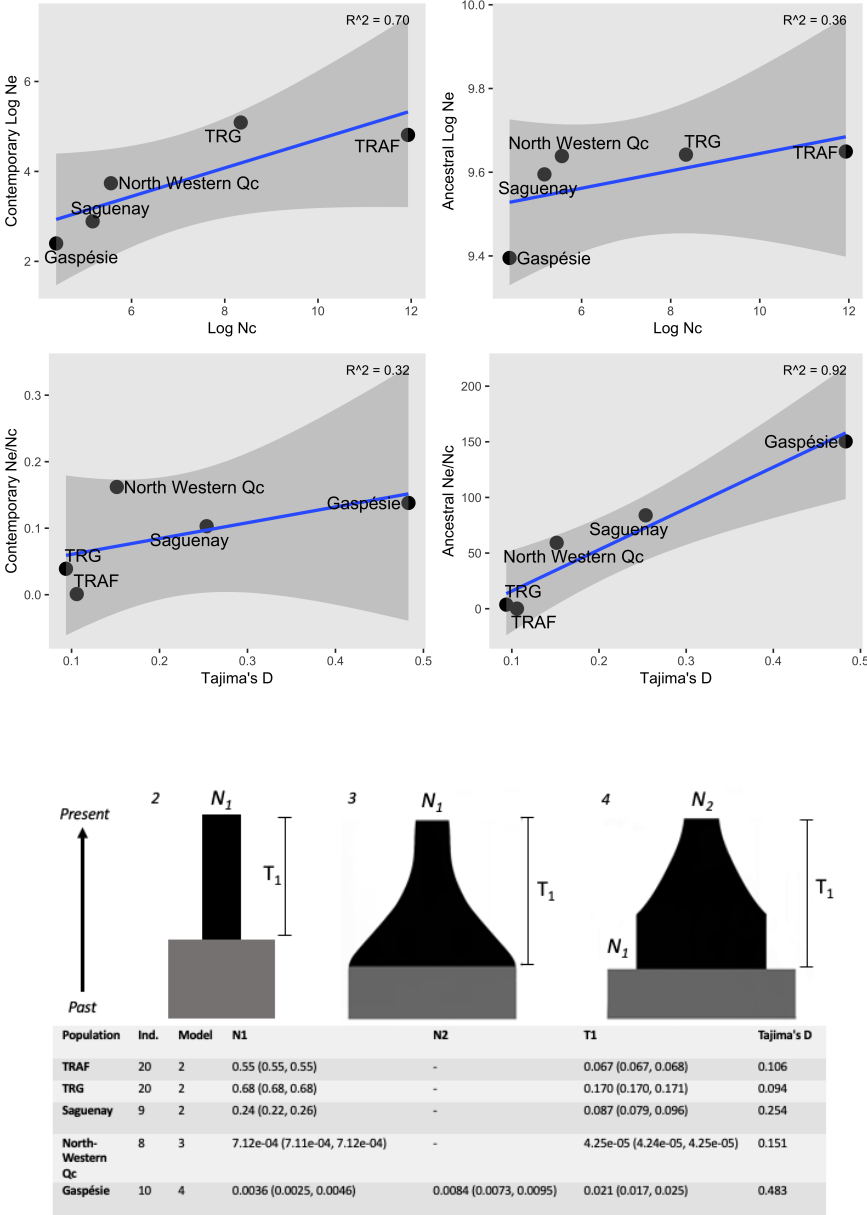 R^2 = 0.70
Contemporary Log Ne
6
4
2
TRG
TRAF
North Western Qc
Saguenay
Gaspésie
6
8
10
12
Log Nc
R^2 = 0.36
Ancestral Log Ne
10.0
9.8
9.6
9.4
North Western Qc
TRG
TRAF
Saguenay
Gaspésie
6
8
10
12
Log Nc
R^2 = 0.32
Contemporary Ne/Nc
0.3
0.2
0.1
0.0
North Western Qc
Gaspésie
Saguenay
TRG
TRAF
0.1
0.2
0.3
0.4
0.5
Tajima's D
R^2 = 0.92
Ancestral Ne/Nc
200
150
100
50
0
Gaspésie
Saguenay
North Western Qc
TRG
TRAF
0.1
0.2
0.3
0.4
0.5
Tajima's D
Present
Past
2
N1
T1
3
N1
T1
4
N2
N1
T1
Population Ind. Model N1 N2 T1 Tajima's D
TRAF 20 2 0.55 (0.55, 0.55) - 0.067 (0.067, 0.068) 0.106
TRG 20 2 0.68 (0.68, 0.68) - 0.170 (0.170, 0.171) 0.094
Saguenay 9 2 0.24 (0.22, 0.26) - 0.087 (0.079, 0.096) 0.254
North- 8 3 7.12e-04 (7.11e-04, 7.12e-04) - 4.25e-05 (4.24e-05, 4.25e-05) 0.151
Western
Qc
Gaspésie 10 4 0.0036 (0.0025, 0.0046) 0.0084 (0.0073, 0.0095) 0.021 (0.017, 0.025) 0.483